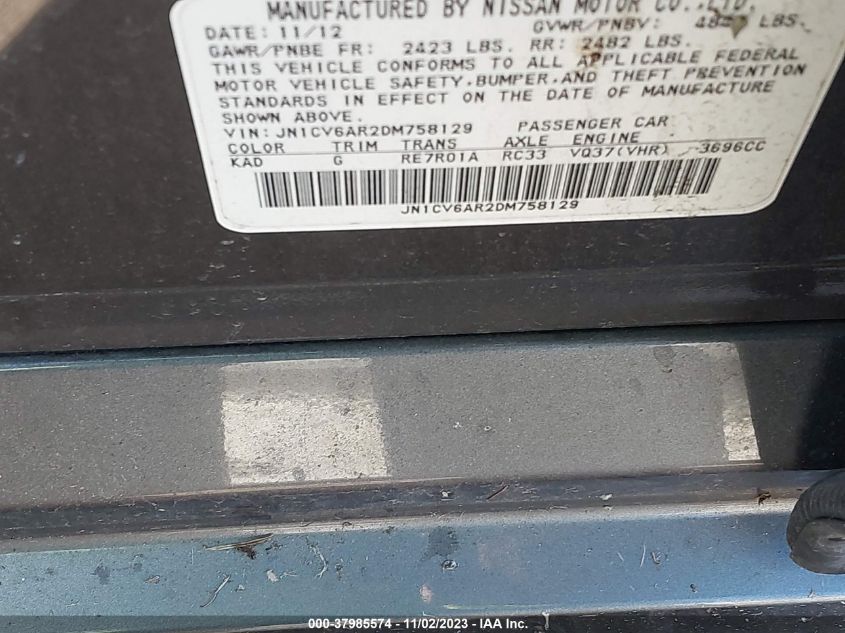 MANUFACTURED BY NISSAN MOTOR CO.,LTD.
DATE: 11/12 GVWR/PNBV: LBS.
GAWR/PNBE FR: 2423 LBS. RR: 2482 LBS.
THIS VEHICLE CONFORMS TO ALL APPLICABLE FEDERAL
MOTOR VEHICLE SAFETY,BUMPER,AND THEFT PREVENTION
STANDARDS IN EFFECT ON THE DATE OF MANUFACTURE
SHOWN ABOVE.
VIN: JN1CV6AR2DM758129 PASSENGER CAR
COLOR TRIM TRANS AXLE ENGINE
KAD G RE7R01A RC33 VQ37(VHR) 3696CC
JN1CV6AR2DM758129
000-37985574 - 11/02/2023 - IAA Inc.